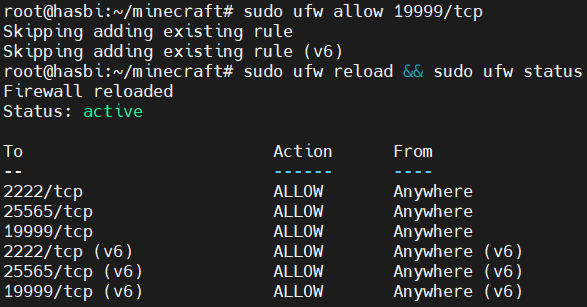 root@hasbi:~/minecraft# sudo ufw allow 19999/tcp
Skipping adding existing rule
Skipping adding existing rule (v6)
root@hasbi:~/minecraft# sudo ufw reload && sudo ufw status
Firewall reloaded
Status: active
To                         Action      From
--                         ------      ----
2222/tcp                   ALLOW       Anywhere
25565/tcp                  ALLOW       Anywhere
19999/tcp                  ALLOW       Anywhere
2222/tcp (v6)              ALLOW       Anywhere (v6)
25565/tcp (v6)             ALLOW       Anywhere (v6)
19999/tcp (v6)             ALLOW       Anywhere (v6)